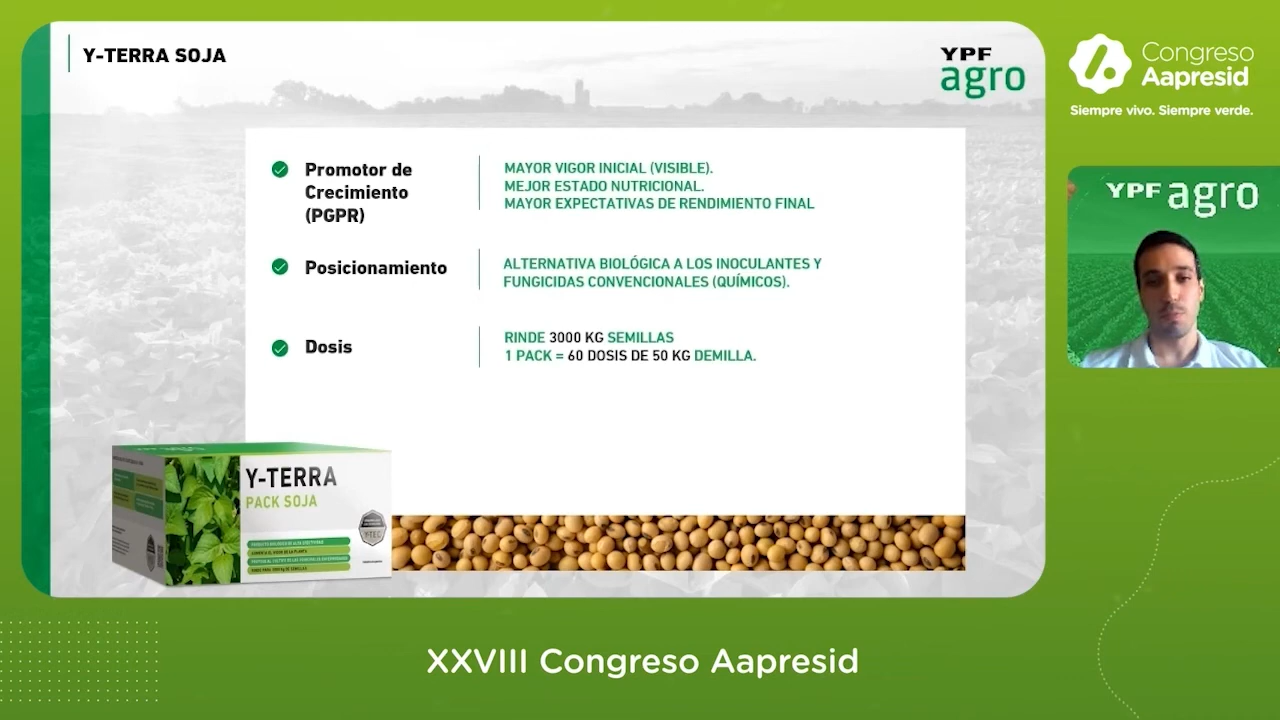 Y-TERRA SOJA
YPF
agro
Congreso
Aapresid
Siempre vivo. Siempre verde.
Promotor de
Crecimiento
(PGPR)
MAYOR VIGOR INICIAL (VISIBLE).
MEJOR ESTADO NUTRICIONAL.
MAYOR EXPECTATIVAS DE RENDIMIENTO FINAL
Posicionamiento
ALTERNATIVA BIOLÓGICA A LOS INOCULANTES Y
FUNGICIDAS CONVENCIONALES (QUÍMICOS).
Dosis
RINDE 3000 KG SEMILLAS
1 PACK = 60 DOSIS DE 50 KG DEMILLA.
YPF agro
Y-TERRA
PACK SOJA
Y-TEC
XXVIII Congreso Aapresid